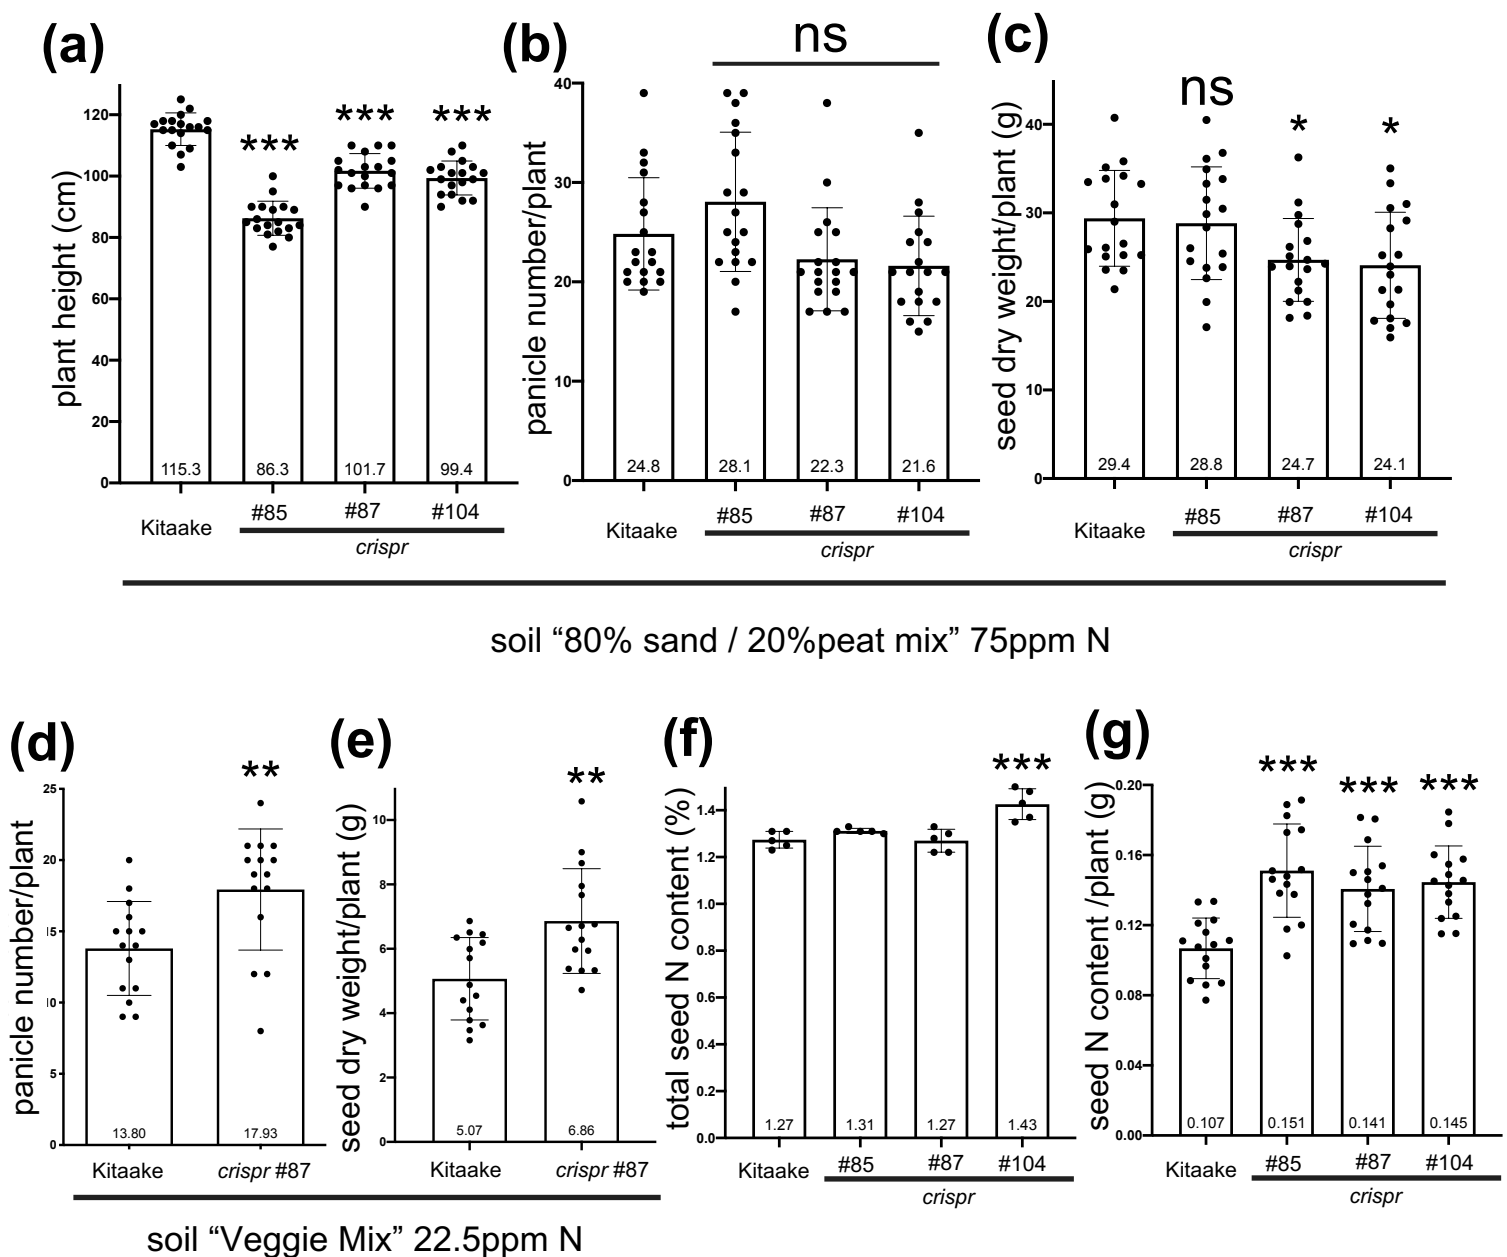 (a)
plant height (cm)
120
100
80
60
40
20
0
***
***
***
115.3
86.3
101.7
99.4
Kitaake
#85
#87
#104
crispr
(b)
ns
panicle number/plant
40
30
20
10
0
24.8
28.1
22.3
21.6
Kitaake
#85
#87
#104
crispr
(c)
seed dry weight/plant (g)
40
30
20
10
0
ns
*
*
29.4
28.8
24.7
24.1
Kitaake
#85
#87
#104
crispr
soil “80% sand / 20%peat mix” 75ppm N
(d)
panicle number/plant
25
20
15
10
5
0
**
13.80
17.93
Kitaake
crispr #87
(e)
seed dry weight/plant (g)
10
8
6
4
2
0
**
5.07
6.86
Kitaake
crispr #87
soil “Veggie Mix” 22.5ppm N
(f)
total seed N content (%)
1.4
1.2
1.0
0.8
0.6
0.4
0.2
0.0
***
1.27
1.31
1.27
1.43
Kitaake
#85
#87
#104
crispr
(g)
seed N content /plant (g)
0.20
0.16
0.12
0.08
0.04
0.00
***
***
***
0.107
0.151
0.141
0.145
Kitaake
#85
#87
#104
crispr